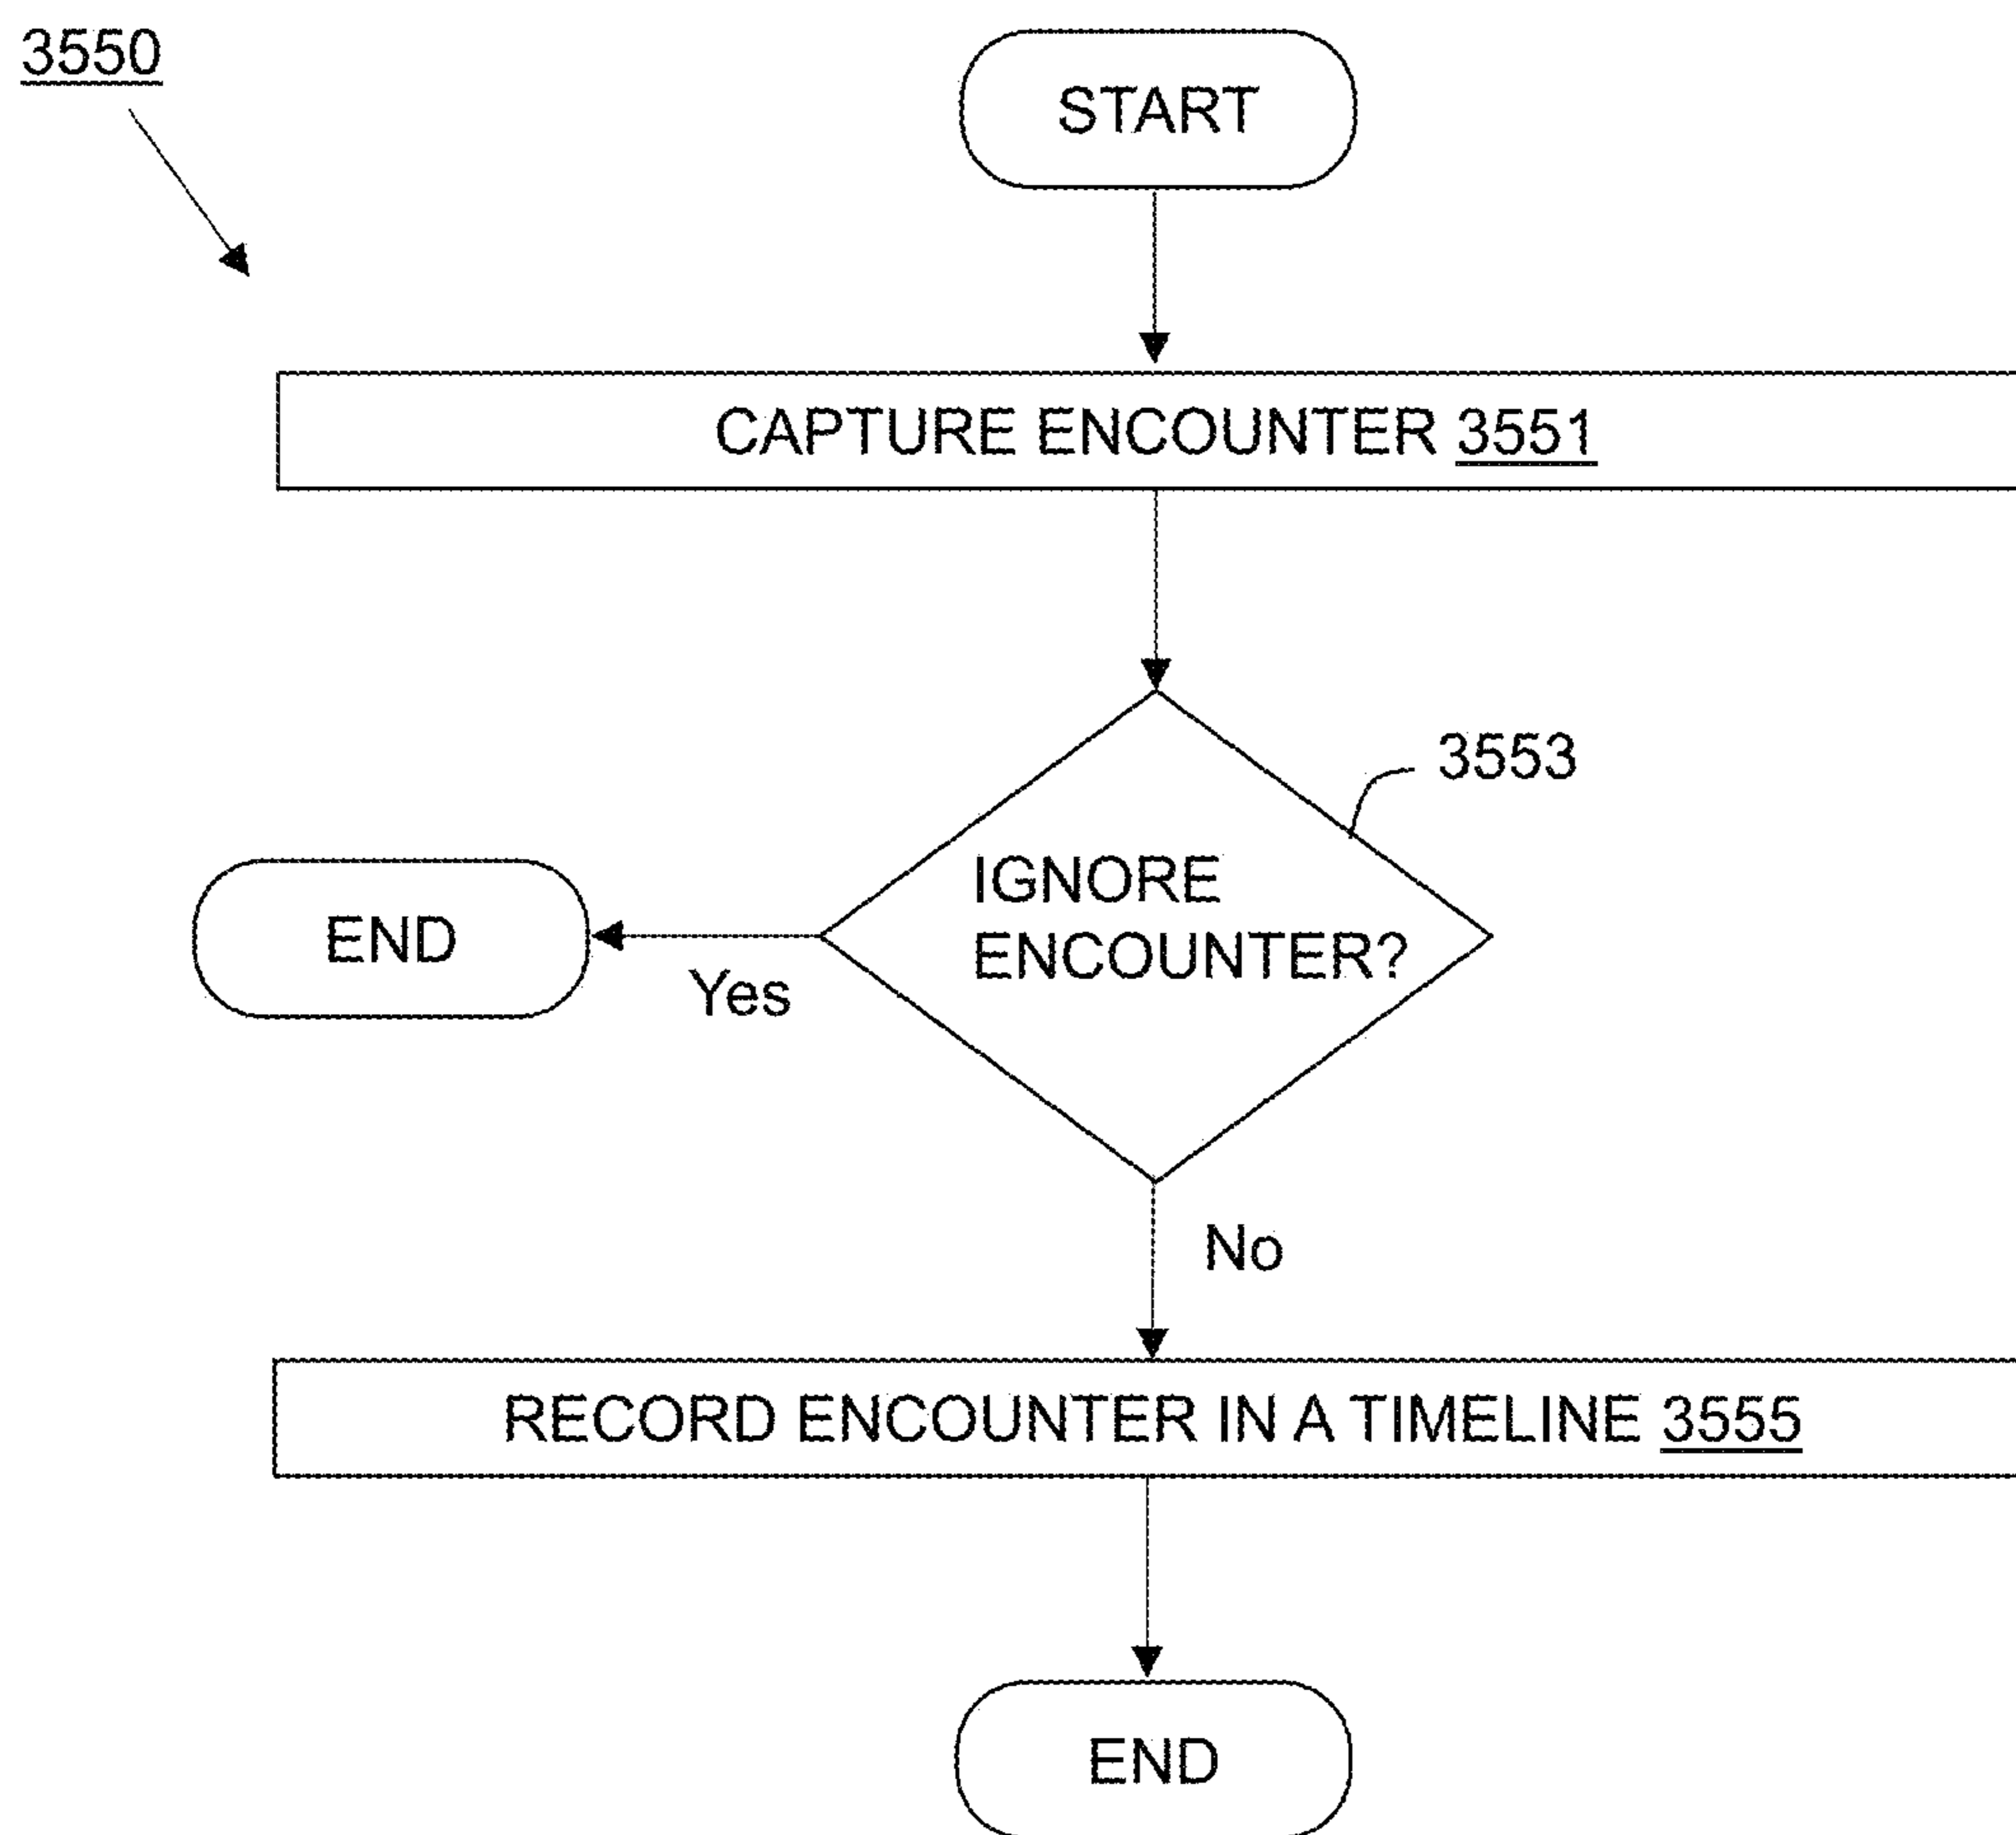 3550
START
CAPTURE ENCOUNTER 3551
3553
IGNORE
ENCOUNTER?
END
Yes
No
RECORD ENCOUNTER IN A TIMELINE 3555
END